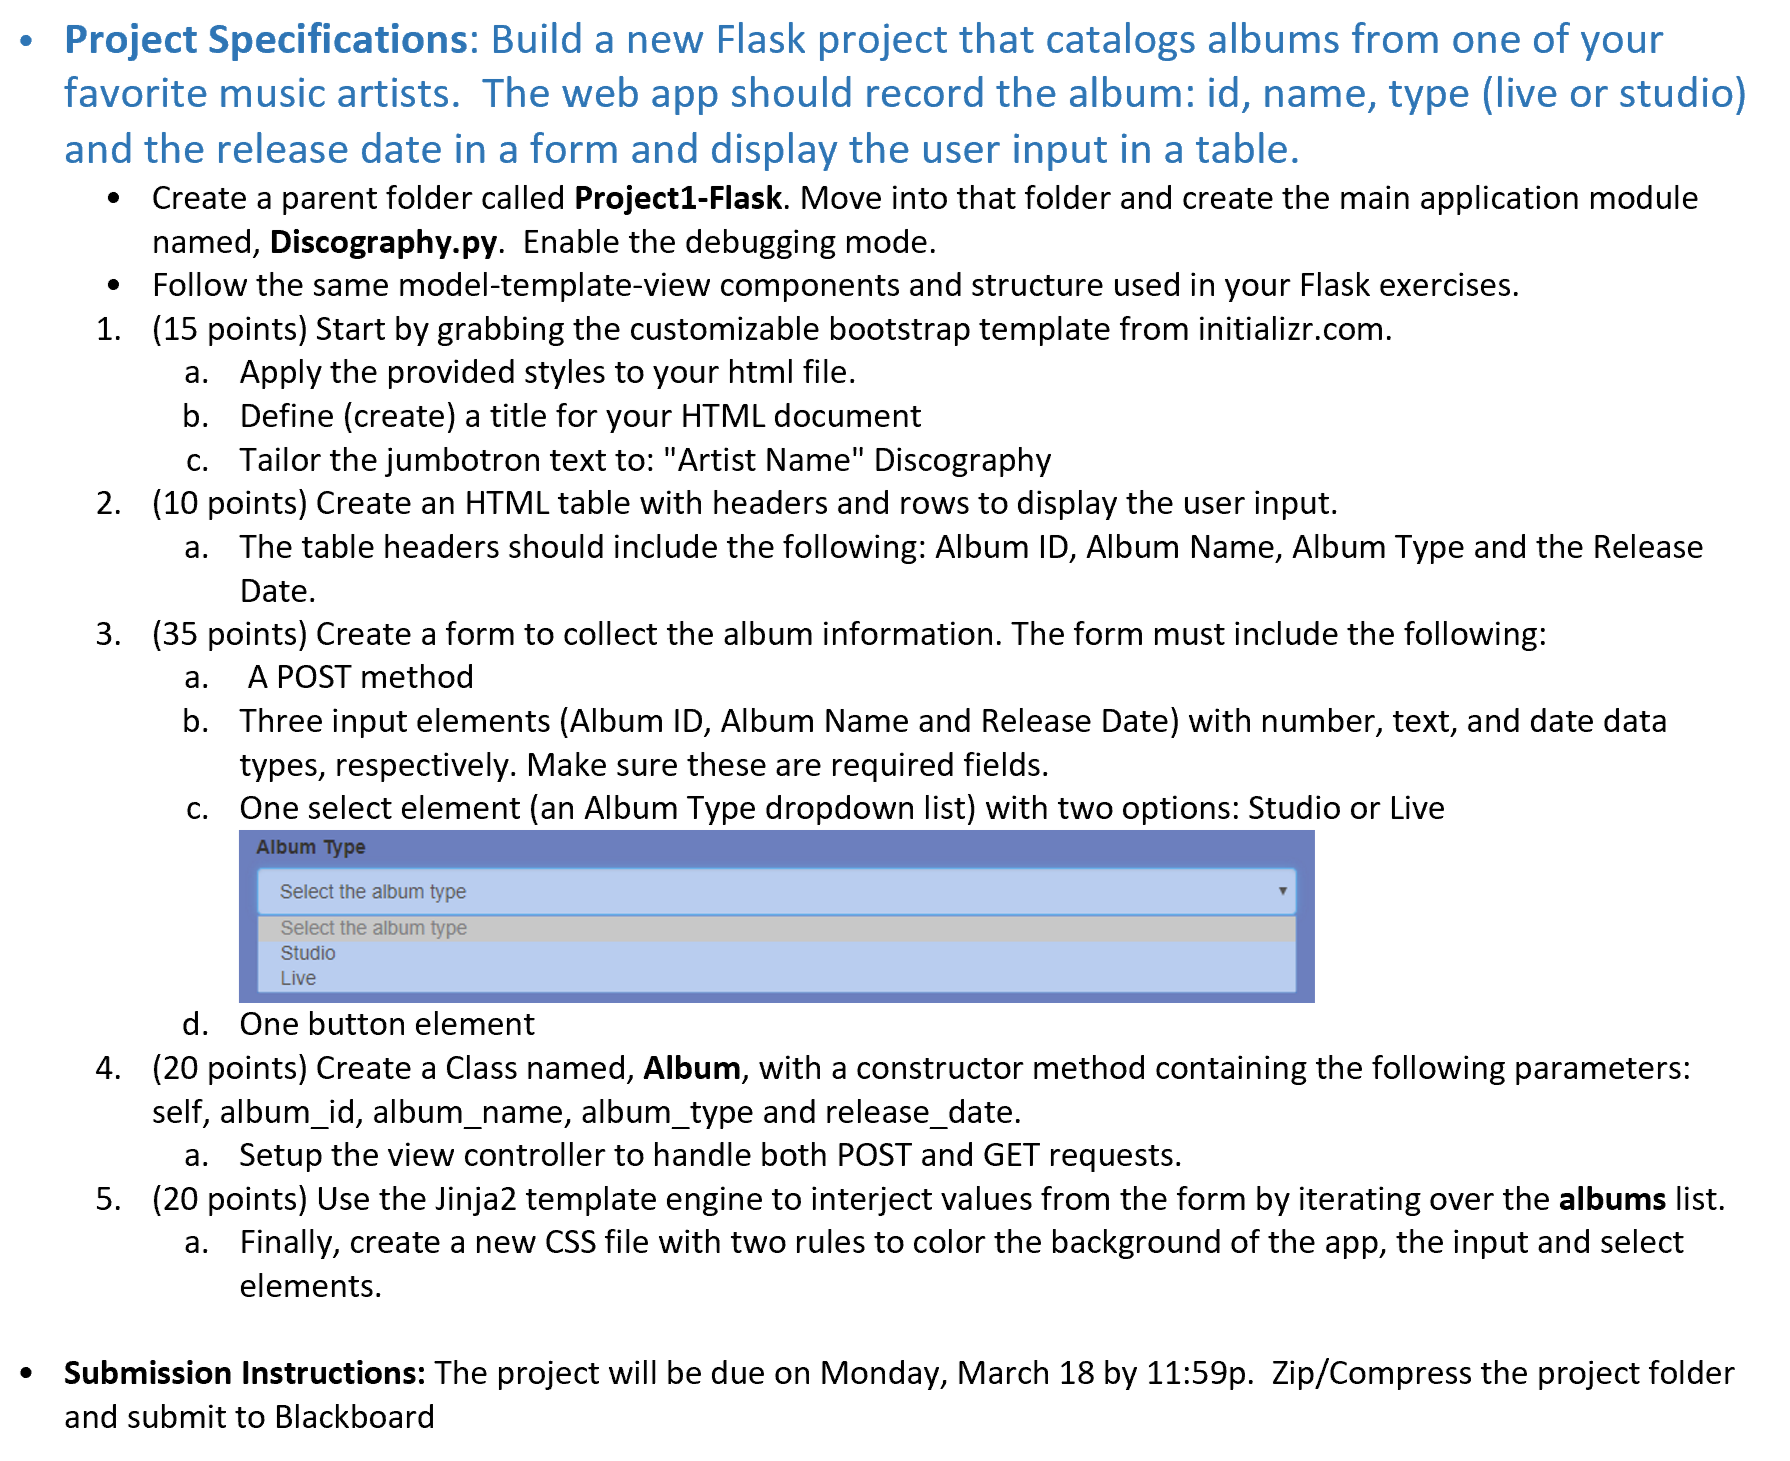 • Project Specifications: Build a new Flask project that catalogs albums from one of your
favorite music artists.  The web app should record the album: id, name, type (live or studio)
and the release date in a form and display the user input in a table.
• Create a parent folder called Project1-Flask. Move into that folder and create the main application module
named, Discography.py.  Enable the debugging mode.
• Follow the same model-template-view components and structure used in your Flask exercises.
1. (15 points) Start by grabbing the customizable bootstrap template from initializr.com.
a. Apply the provided styles to your html file.
b. Define (create) a title for your HTML document
c. Tailor the jumbotron text to: "Artist Name" Discography
2. (10 points) Create an HTML table with headers and rows to display the user input.
a. The table headers should include the following: Album ID, Album Name, Album Type and the Release
Date.
3. (35 points) Create a form to collect the album information. The form must include the following:
a. A POST method
b. Three input elements (Album ID, Album Name and Release Date) with number, text, and date data
types, respectively. Make sure these are required fields.
c. One select element (an Album Type dropdown list) with two options: Studio or Live
Album Type
Select the album type
Select the album type
Studio
Live
d. One button element
4. (20 points) Create a Class named, Album, with a constructor method containing the following parameters:
self, album_id, album_name, album_type and release_date.
a. Setup the view controller to handle both POST and GET requests.
5. (20 points) Use the Jinja2 template engine to interject values from the form by iterating over the albums list.
a. Finally, create a new CSS file with two rules to color the background of the app, the input and select
elements.
• Submission Instructions: The project will be due on Monday, March 18 by 11:59p.  Zip/Compress the project folder
and submit to Blackboard